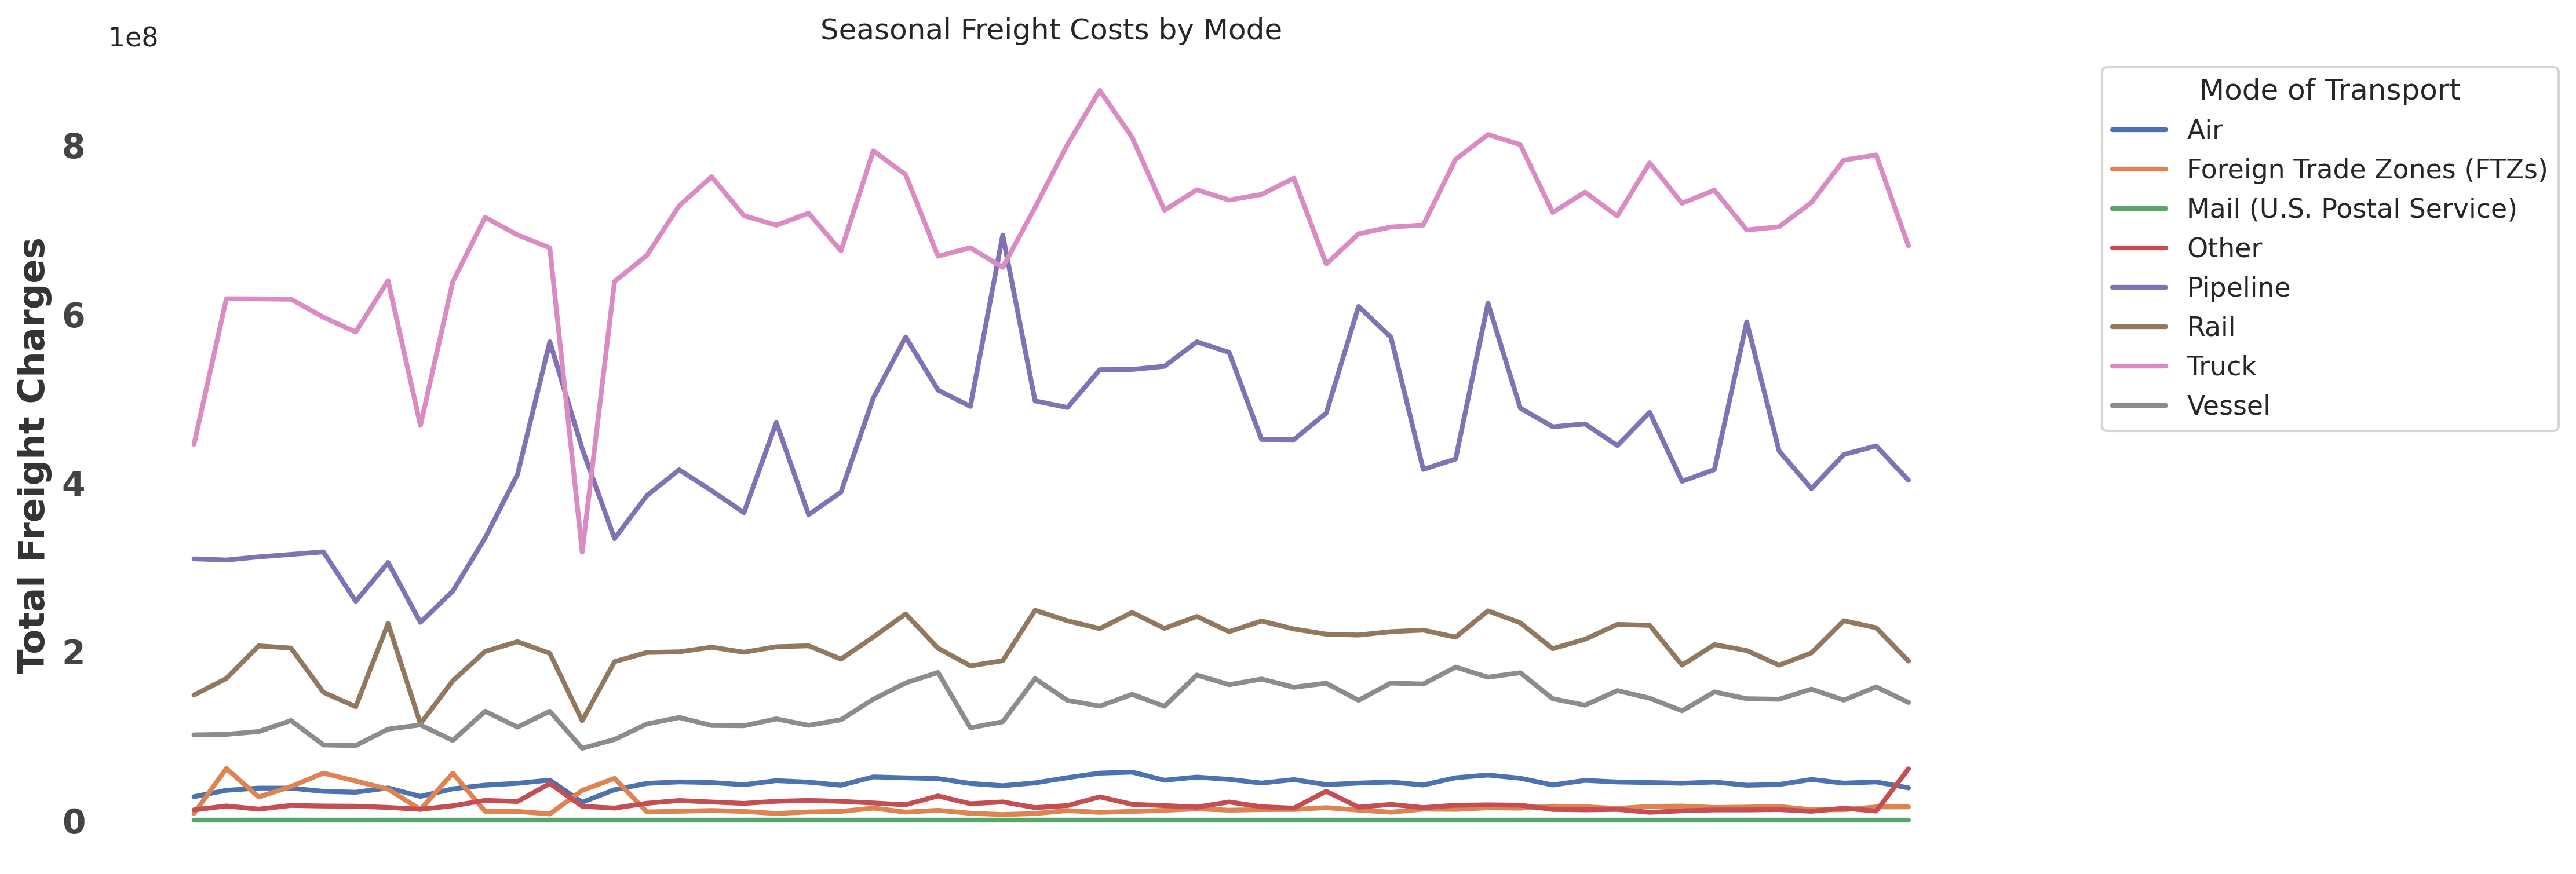 Seasonal Freight Costs by Mode
1e8
8
6
4
2
0
Total Freight Charges
Mode of Transport
Air
Foreign Trade Zones (FTZs)
Mail (U.S. Postal Service)
Other
Pipeline
Rail
Truck
Vessel